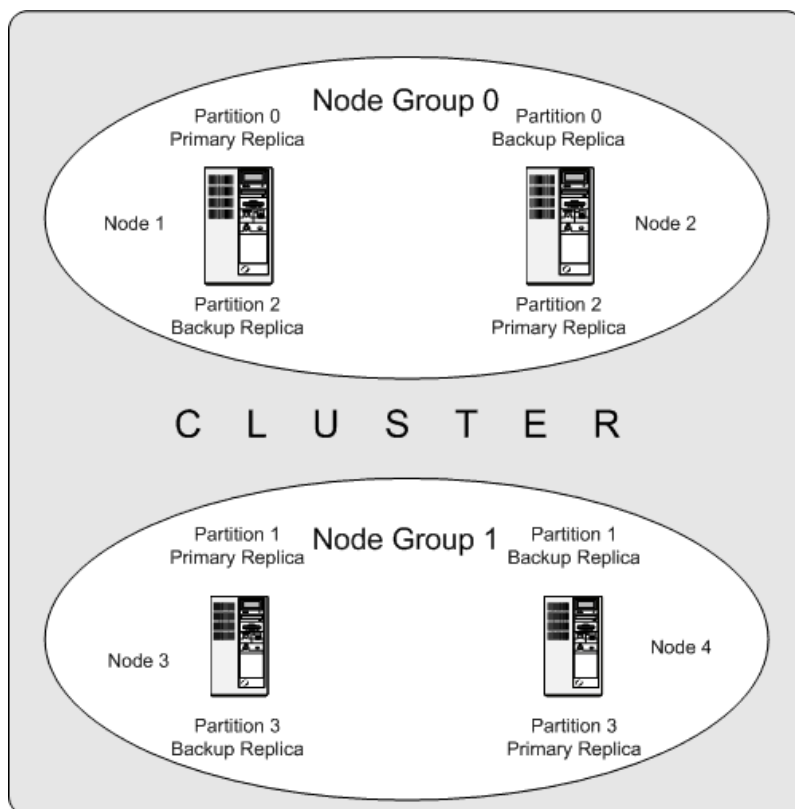 Node Group 0
Partition 0
Primary Replica
Partition 0
Backup Replica
Node 1
Node 2
Partition 2
Backup Replica
Partition 2
Primary Replica
C L U S T E R
Node Group 1
Partition 1
Primary Replica
Partition 1
Backup Replica
Node 3
Node 4
Partition 3
Backup Replica
Partition 3
Primary Replica